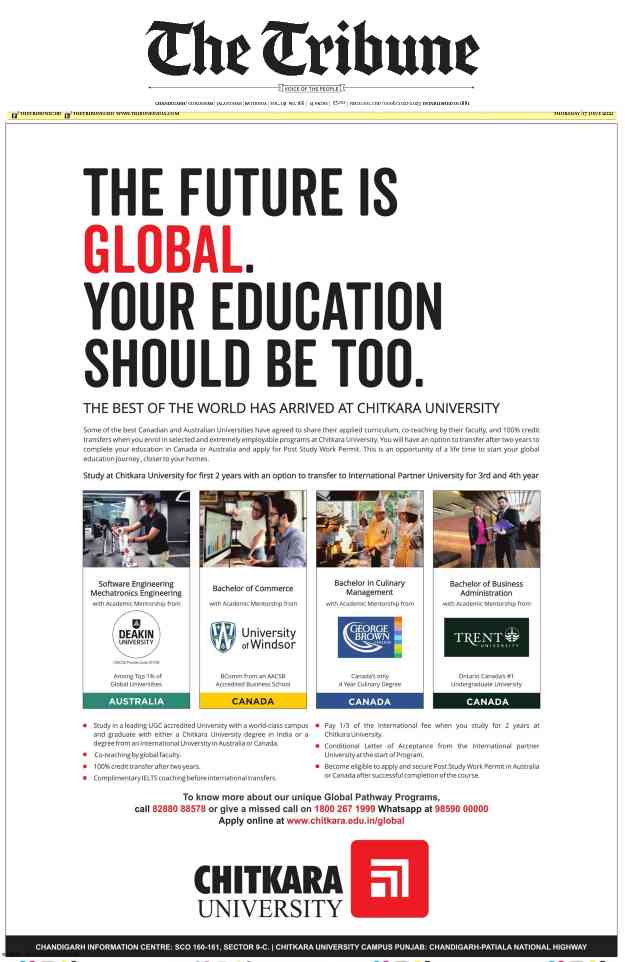 The Tribune
VOICE OF THE PEOPLE
WWW.TRIBUNEINDIA.COM
THE FUTURE IS
GLOBAL.
YOUR EDUCATION
SHOULD BE TOO.
THE BEST OF THE WORLD HAS ARRIVED AT CHITKARA UNIVERSITY
Some of the best Canadian and Australian Universities have agreed to share their applied curriculum, co-teaching by their faculty, and 100% credit
transfers when you enrol in selected and extremely employable programs at Chitkara University. You will have an option to transfer after two years to
complete your education in Canada or Australia and apply for Post Study Work Permit. This is an opportunity of a life time to start your global
education journey, closer to your homes.
Study at Chitkara University for first 2 years with an option to transfer to International Partner University for 3rd and 4th year
Software Engineering
Mechatronics Engineering
with Academic Mentorship from
DEAKIN
UNIVERSITY
Among Top 1% of
Global Universities
AUSTRALIA
Bachelor of Commerce
with Academic Mentorship from
University
of Windsor
BComm from an AACSB
Accredited Business School
CANADA
Bachelor in Culinary
Management
with Academic Mentorship from
GEORGE
BROWN
COLLEGE
Canada's only
4 Year Culinary Degree
CANADA
Bachelor of Business
Administration
with Academic Mentorship from
TRENT
UNIVERSITY
Ontario Canada's #1
Undergraduate University
CANADA
Study in a leading UGC accredited University with a world-class campus
and graduate with either a Chitkara University degree in India or a
degree from an International University in Australia or Canada.
Co-teaching by global faculty.
100% credit transfer after two years.
Complimentary IELTS coaching before international transfers.
Pay 1/3 of the International fee when you study for 2 years at
Chitkara University.
Conditional Letter of Acceptance from the International partner
University at the start of Program.
Become eligible to apply and secure Post Study Work Permit in Australia
or Canada after successful completion of the course.
To know more about our unique Global Pathway Programs,
call 82880 88578 or give a missed call on 1800 267 1999 Whatsapp at 98590 00000
Apply online at www.chitkara.edu.in/global
CHITKARA
UNIVERSITY
CHANDIGARH INFORMATION CENTRE: SCO 160-161, SECTOR 9-C. | CHITKARA UNIVERSITY CAMPUS PUNJAB: CHANDIGARH-PATIALA NATIONAL HIGHWAY